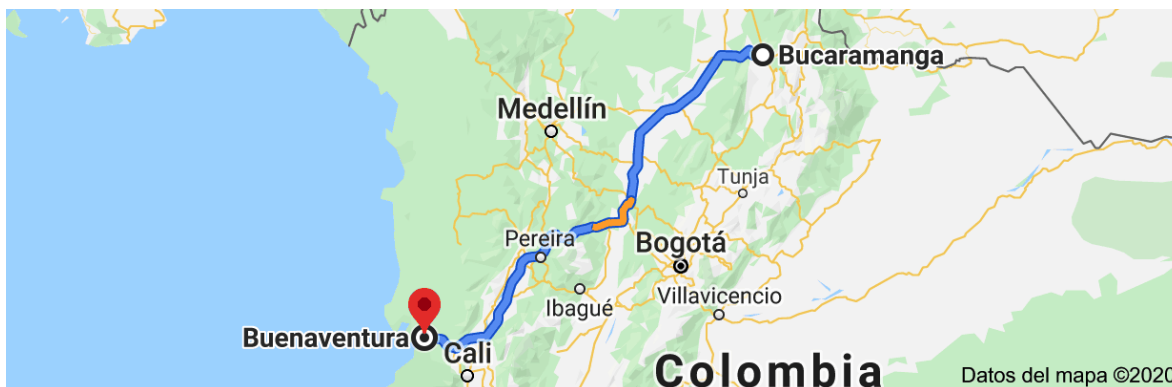 Bucaramanga
Medellín
Tunja
Pereira
Bogotá
Ibagué
Villavicencio
Buenaventura
Cali
Colombia
Datos del mapa ©2020